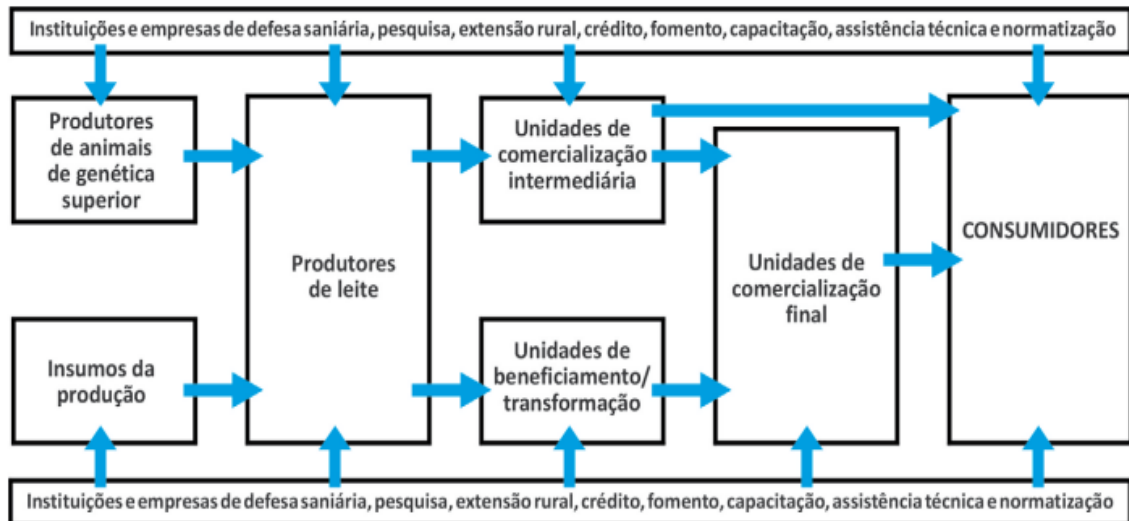 Instituições e empresas de defesa saniária, pesquisa, extensão rural, crédito, fomento, capacitação, assistência técnica e normatização
Produtores
de animais
de genética
superior
Produtores
de leite
Unidades de
comercialização
intermediária
Unidades de
comercialização
final
CONSUMIDORES
Insumos da
produção
Unidades de
beneficiamento/
transformação
Instituições e empresas de defesa saniária, pesquisa, extensão rural, crédito, fomento, capacitação, assistência técnica e normatização